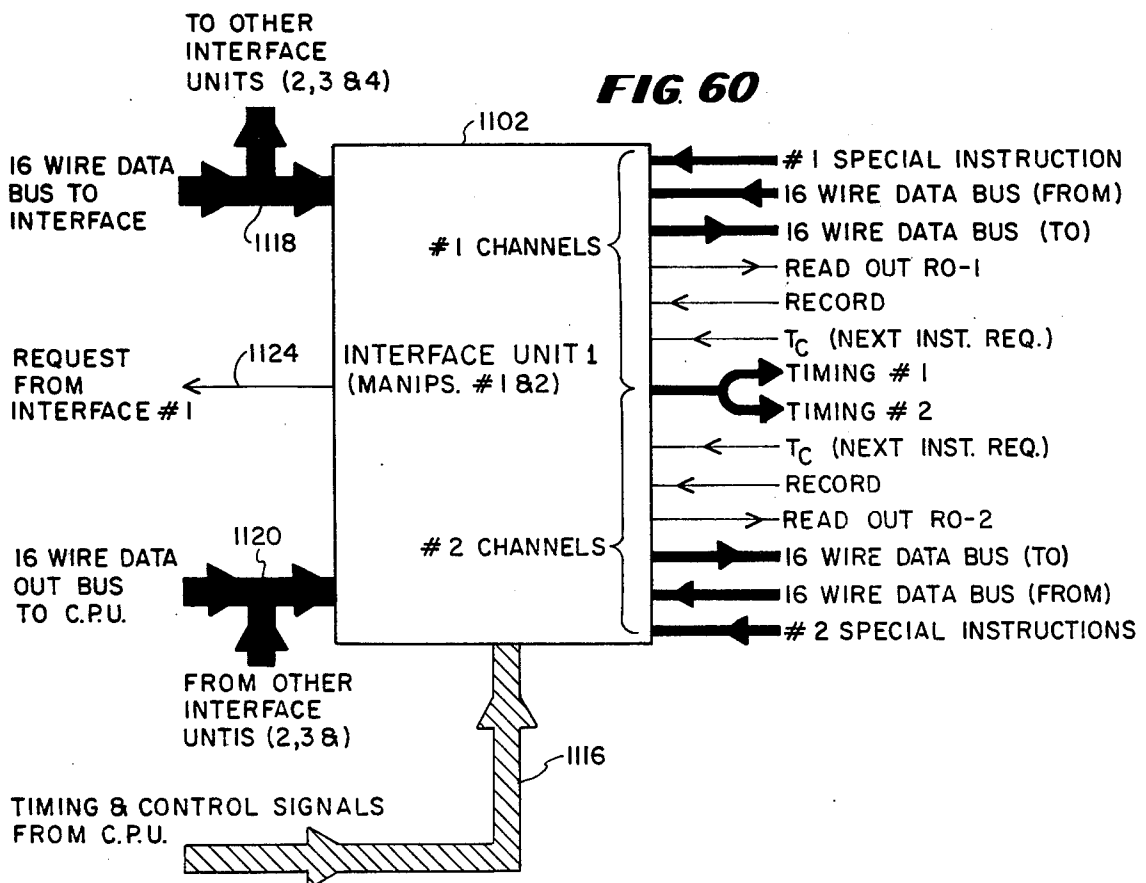 TO OTHER
INTERFACE
UNITS (2,3 & 4)
FIG. 60
1102
16 WIRE DATA
BUS TO
INTERFACE
1118
#1 CHANNELS
#1 SPECIAL INSTRUCTION
16 WIRE DATA BUS (FROM)
16 WIRE DATA BUS (TO)
READ OUT RO-1
RECORD
TC (NEXT INST. REQ.)
REQUEST
FROM
INTERFACE #1
1124
INTERFACE UNIT 1
(MANIPS. #1 & 2)
TIMING #1
TIMING #2
TC (NEXT INST. REQ.)
RECORD
READ OUT RO-2
16 WIRE DATA BUS (TO)
16 WIRE DATA BUS (FROM)
#2 SPECIAL INSTRUCTIONS
#2 CHANNELS
16 WIRE DATA
OUT BUS
TO C.P.U.
1120
FROM OTHER
INTERFACE
UNTIS (2,3 &)
1116
TIMING & CONTROL SIGNALS
FROM C.P.U.